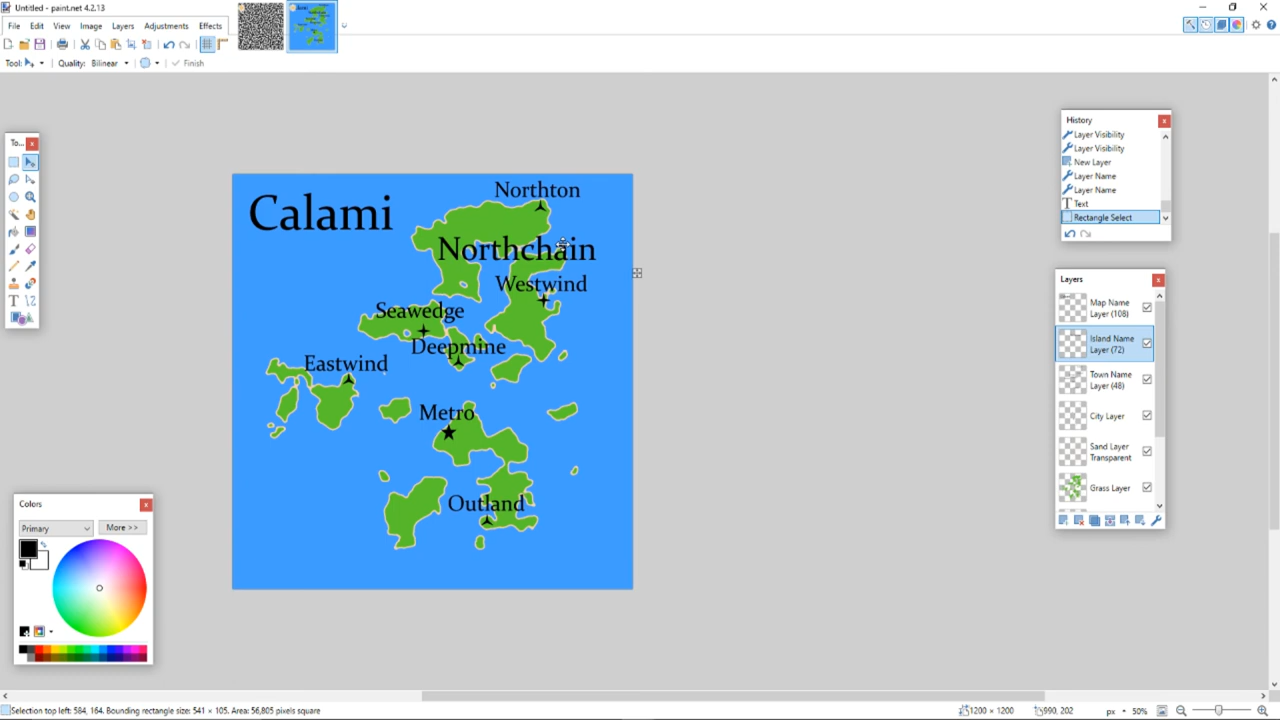 Untitled - paint.net 4.2.13
File Edit View Image Layers Adjustments Effects
Tool: Quality: Bilinear Finish
To...
History
Layer Visibility
Layer Visibility
New Layer
Layer Name
Layer Name
Text
Rectangle Select
Northton
Calami
Northchain
Westwind
Seawedge
Deepmine
Eastwind
Metro
Outland
Layers
Map Name
Layer (108)
Island Name
Layer (72)
Town Name
Layer (48)
City Layer
Sand Layer
Transparent
Grass Layer
Colors
Primary More >>
Selection top left: 584, 164. Bounding rectangle size: 541 × 105. Area: 56,805 pixels square 1200 × 1200 990, 202 px 50%